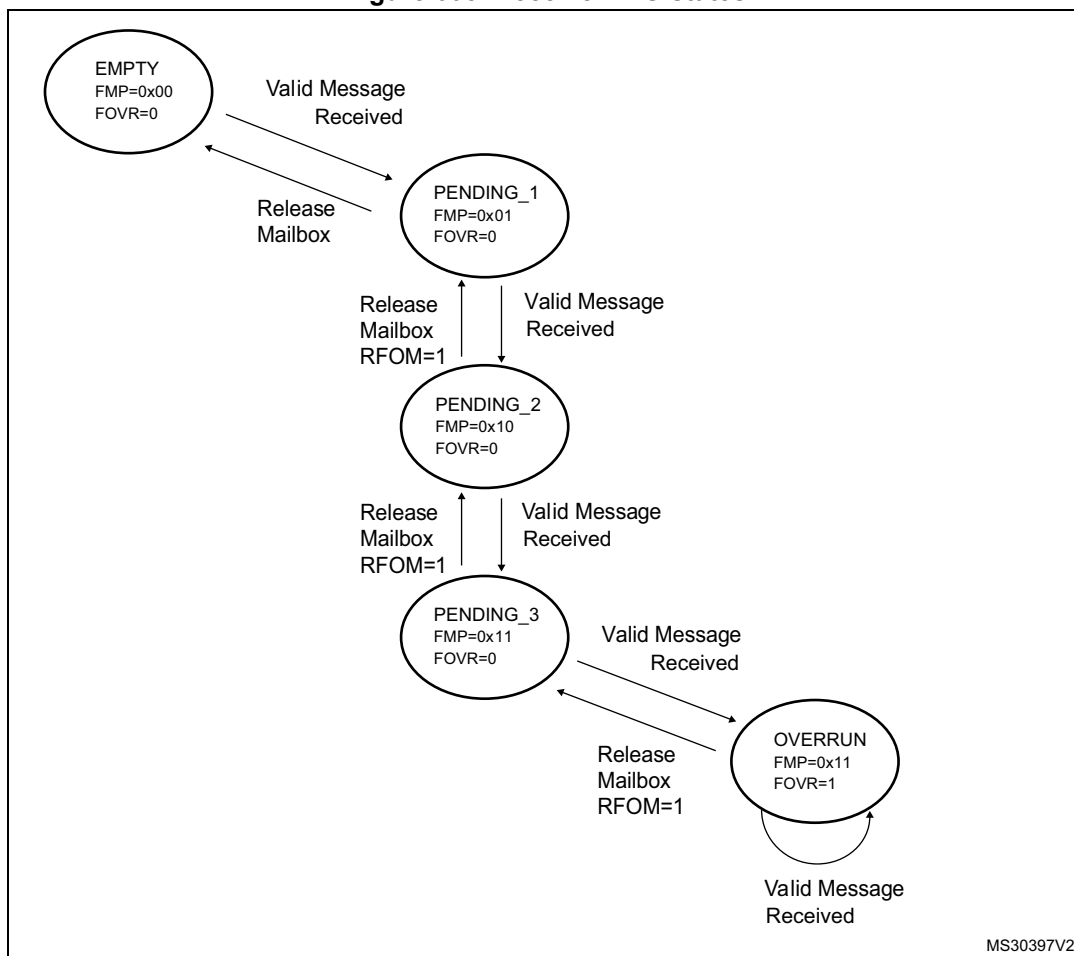 EMPTY
FMP=0x00
FOVR=0
Valid Message
Received
Release
Mailbox
PENDING_1
FMP=0x01
FOVR=0
Release
Mailbox
RFOM=1
Valid Message
Received
PENDING_2
FMP=0x10
FOVR=0
Release
Mailbox
RFOM=1
Valid Message
Received
PENDING_3
FMP=0x11
FOVR=0
Valid Message
Received
Release
Mailbox
RFOM=1
OVERRUN
FMP=0x11
FOVR=1
Valid Message
Received
MS30397V2